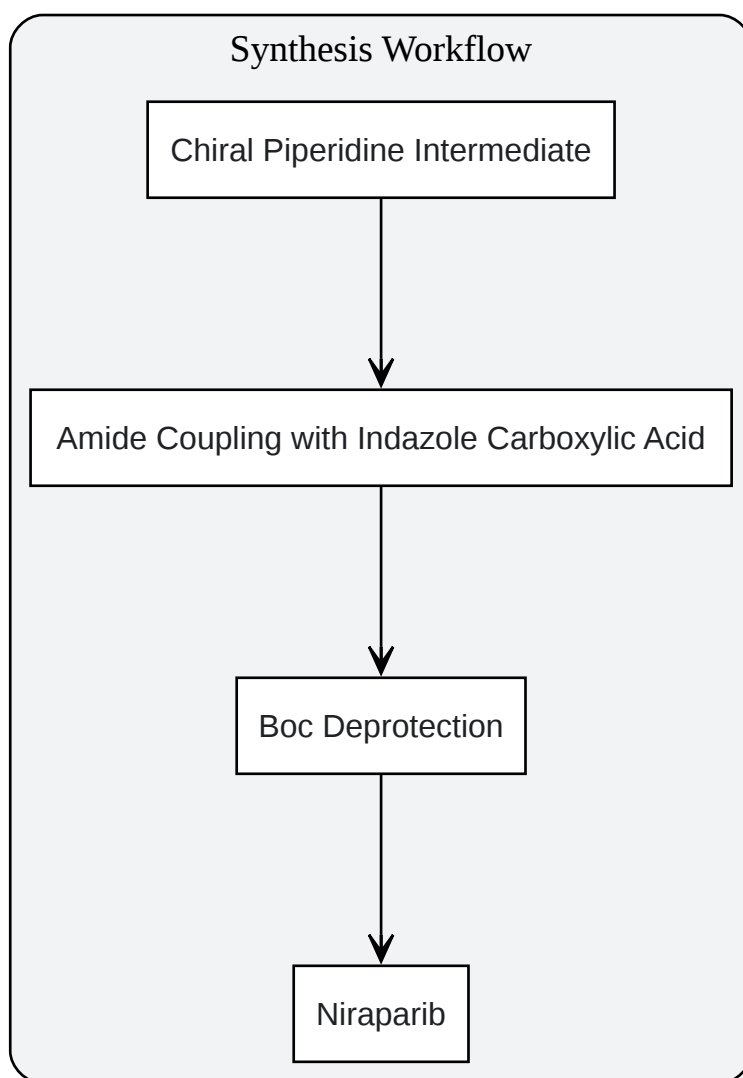 Synthesis Workflow
Chiral Piperidine Intermediate
Amide Coupling with Indazole Carboxylic Acid
Boc Deprotection
Niraparib